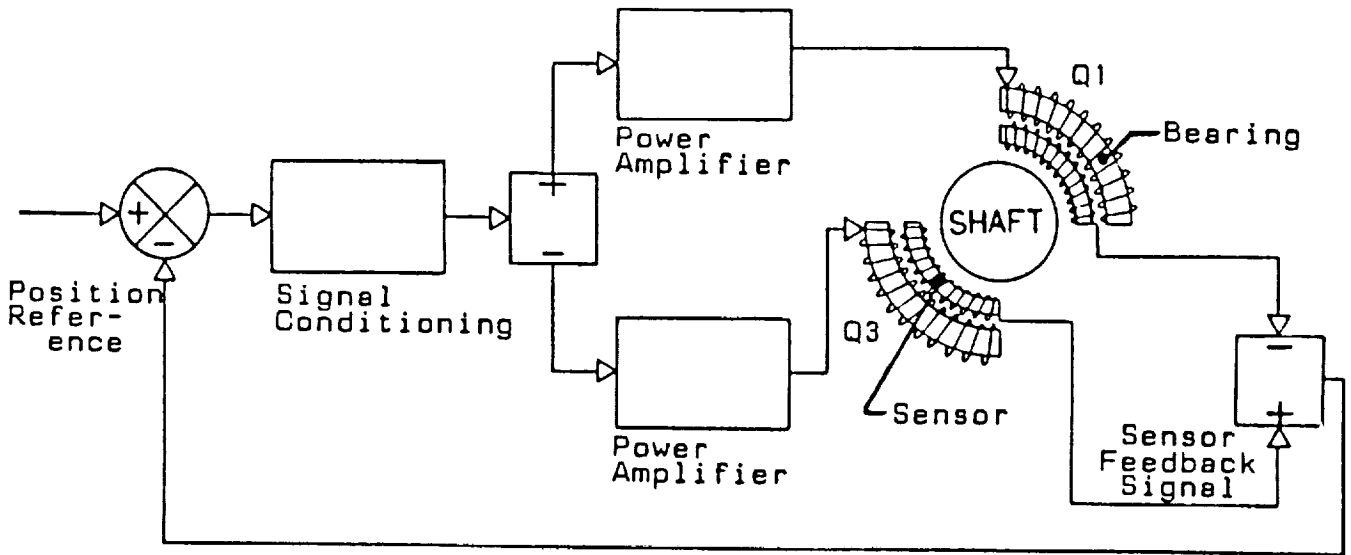 Q1
Bearing
Power
Amplifier
+
+
-
-
SHAFT
Position
Refer-
ence
Signal
Conditioning
Q3
Sensor
-
+
Power
Amplifier
Sensor
Feedback
Signal